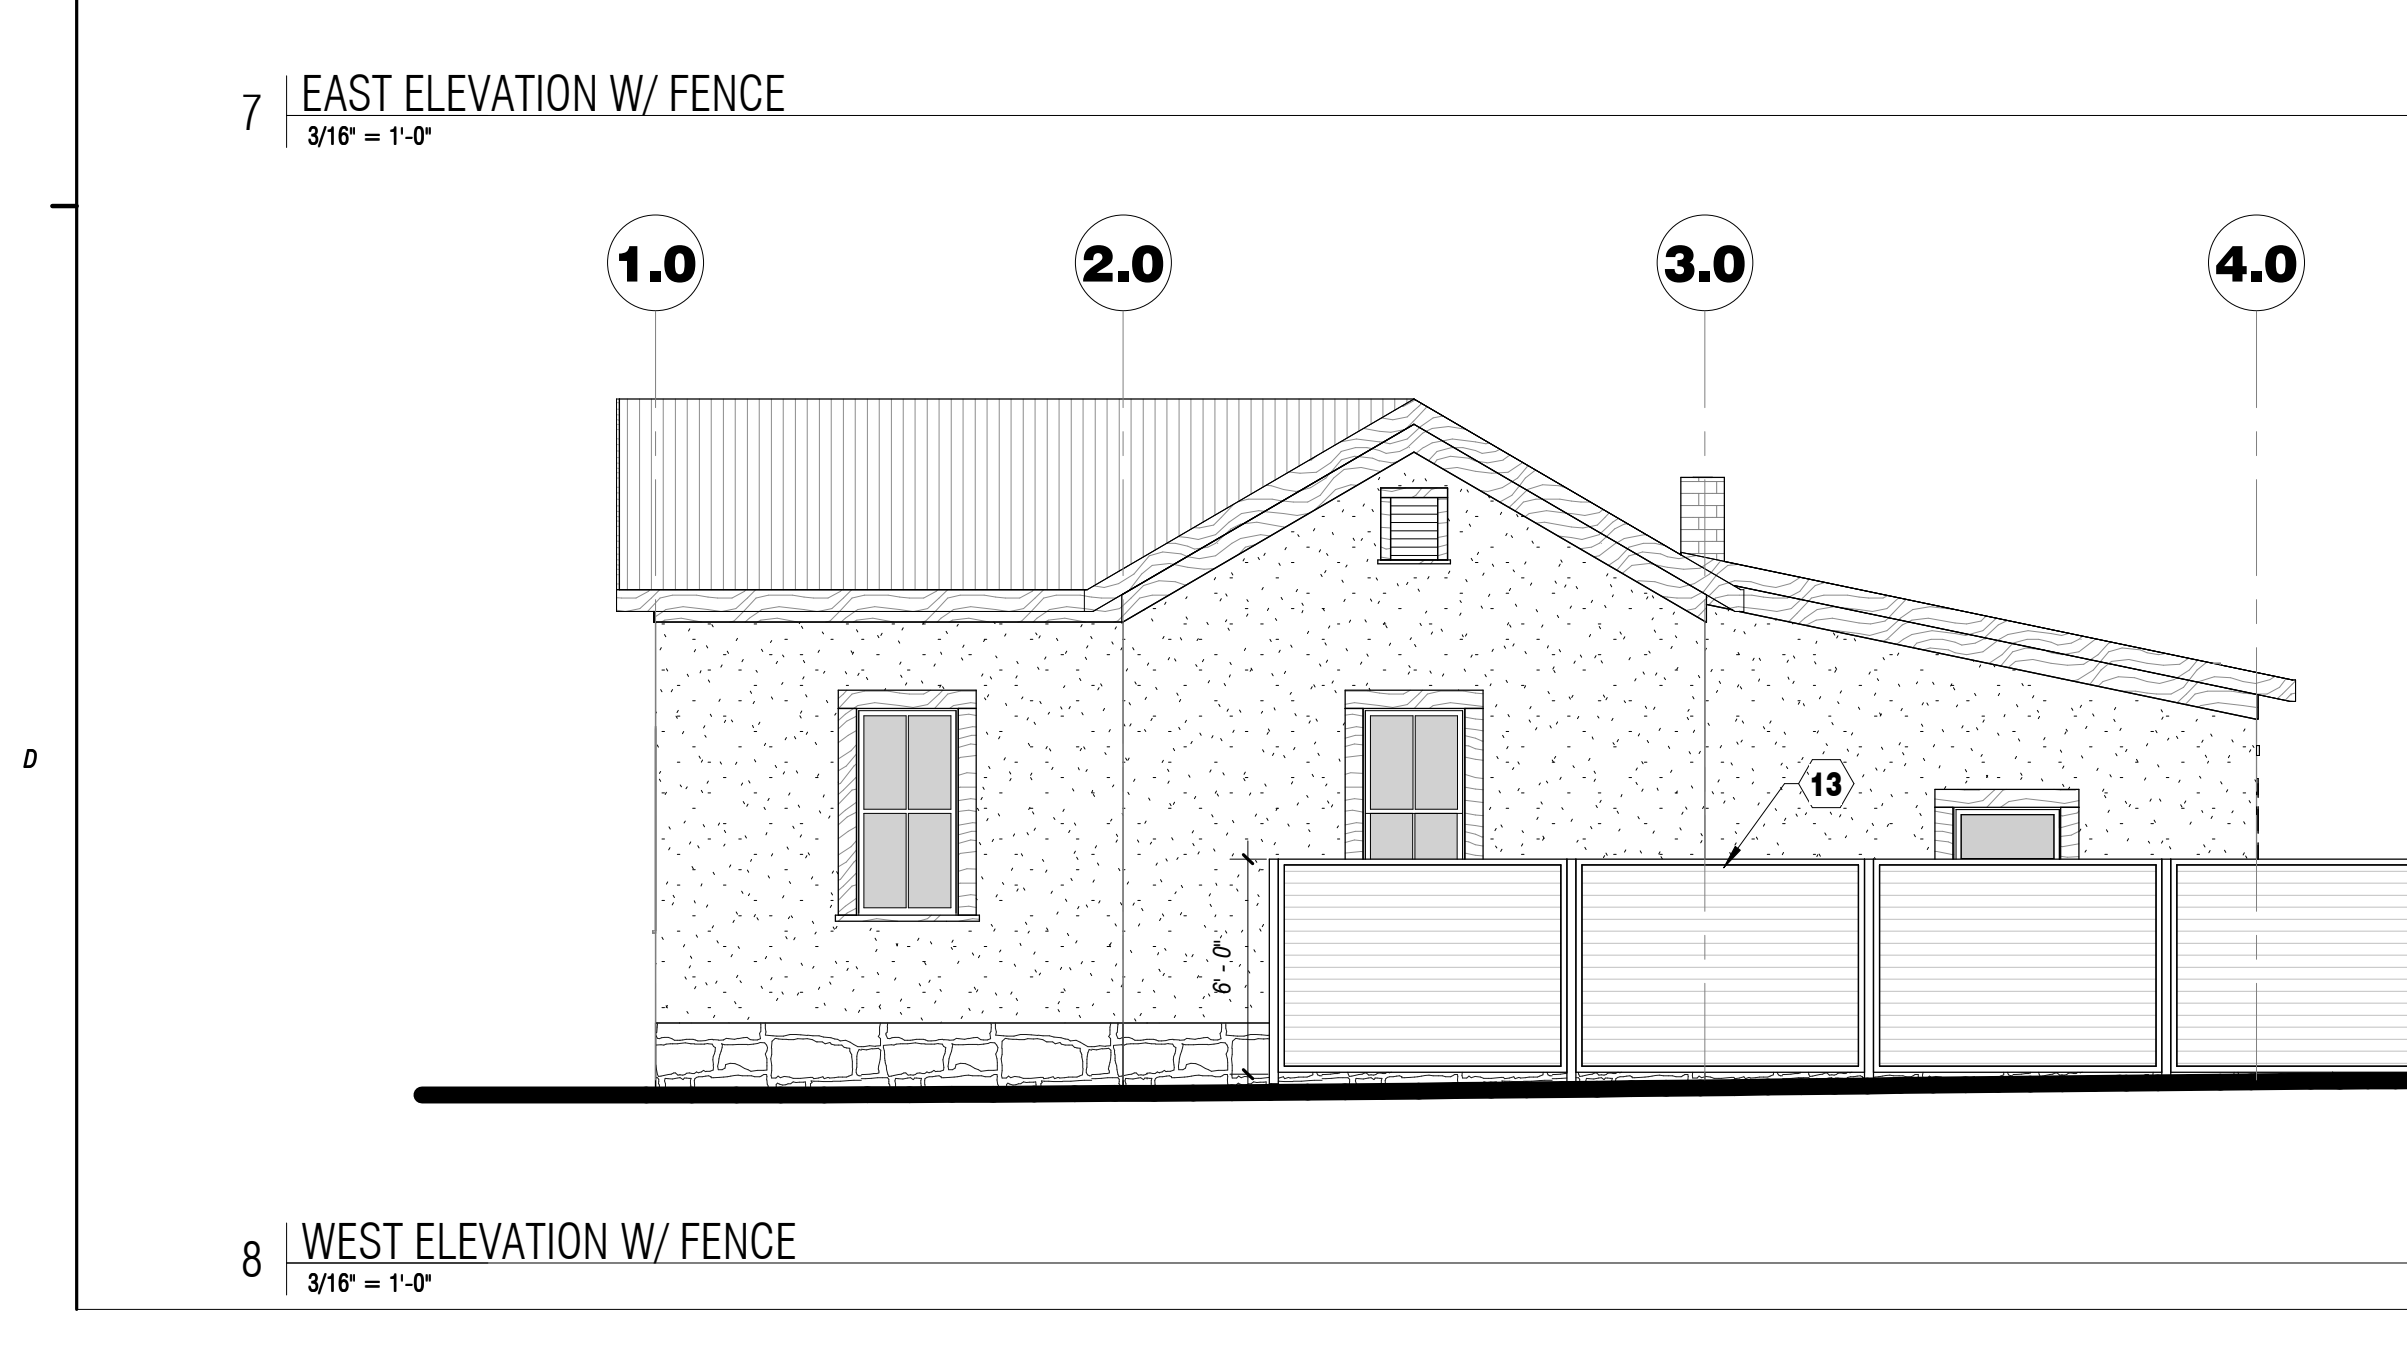 7
EAST ELEVATION W/ FENCE
3/16" = 1'-0"
1.0
2.0
3.0
4.0
D
13
6' - 0"
8
WEST ELEVATION W/ FENCE
3/16" = 1'-0"